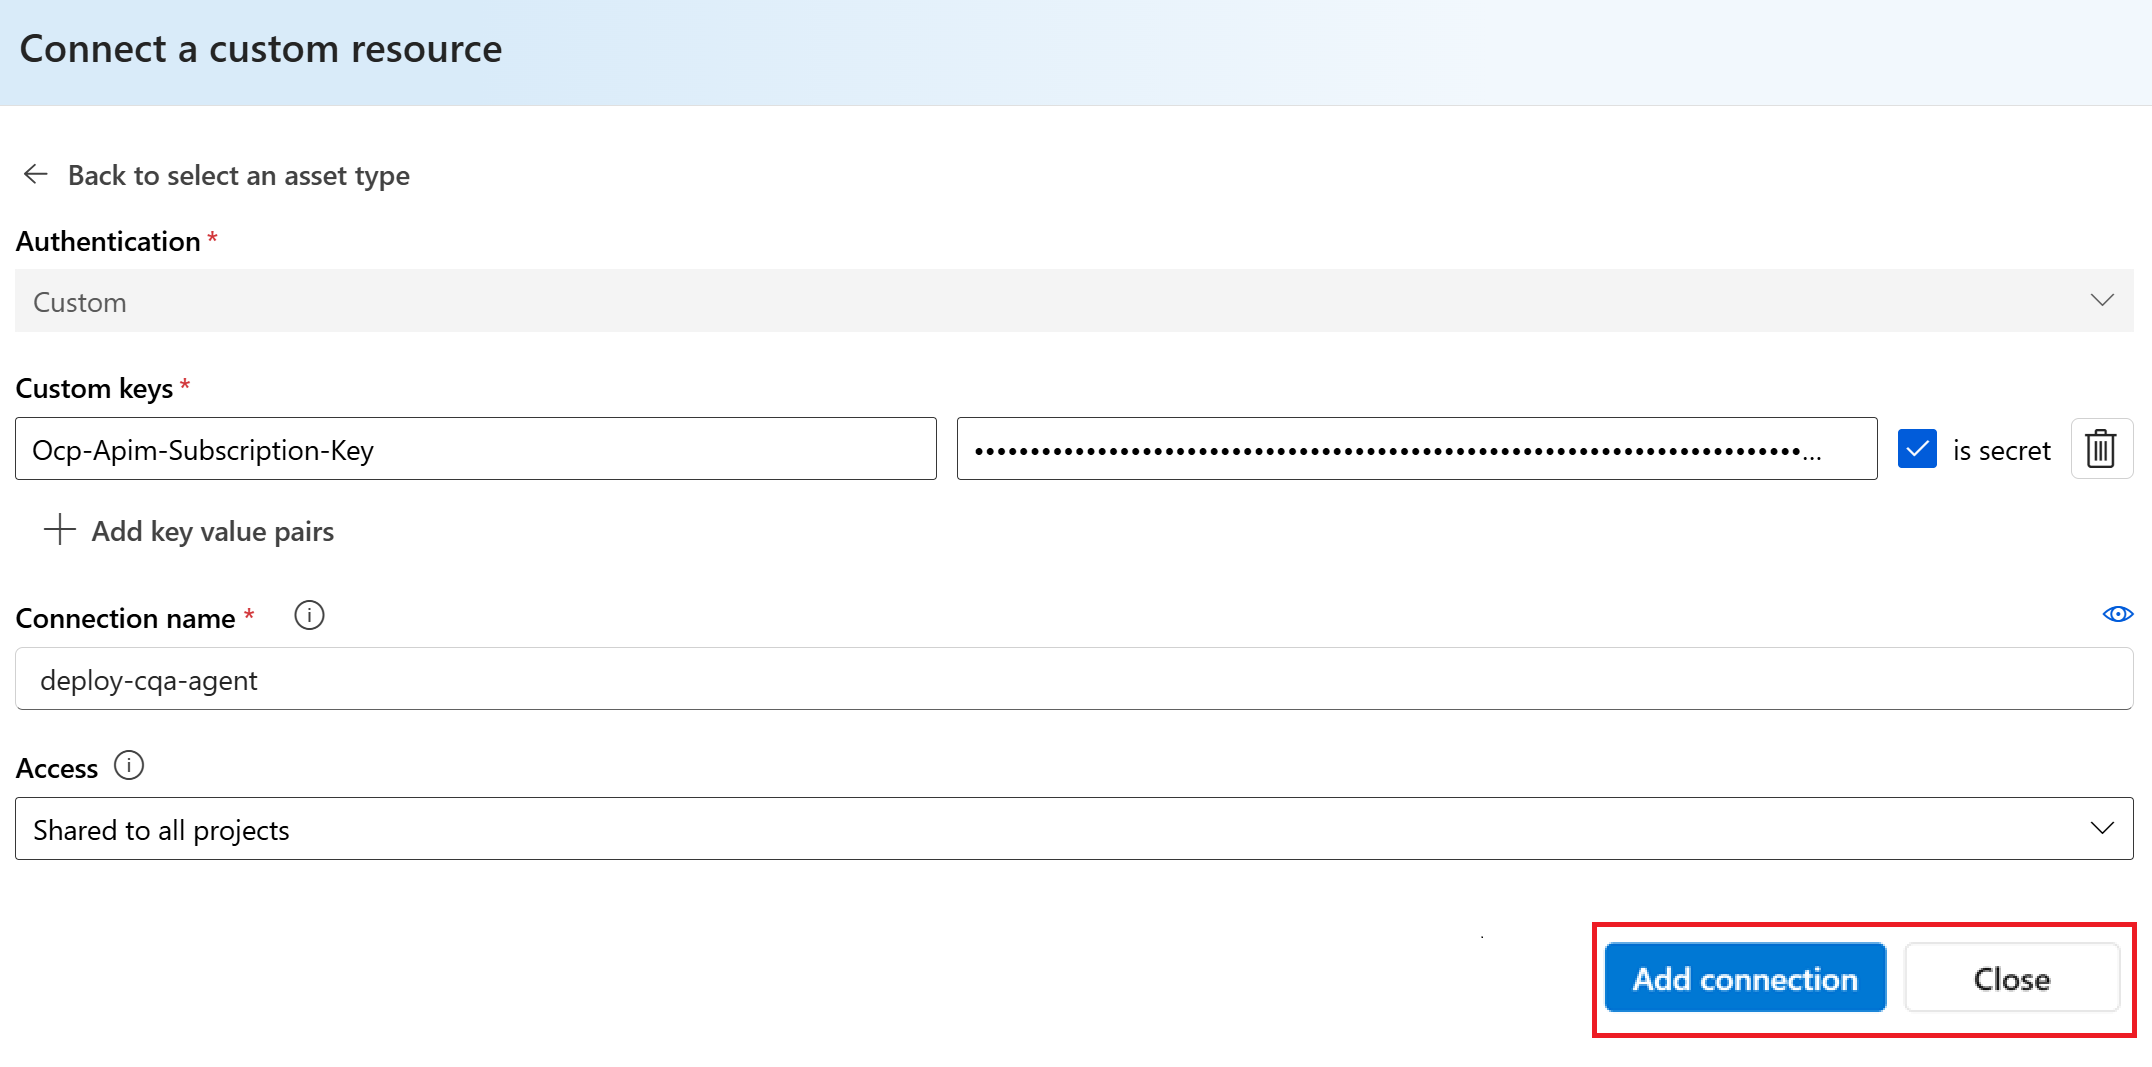 Connect a custom resource
Back to select an asset type
Authentication *
Custom
Custom keys *
Ocp-Apim-Subscription-Key
••••••••••••••••••••••••••••••••••••••••••••••••••••••••••••••••••••••••••...
is secret
Add key value pairs
Connection name *
deploy-cqa-agent
Access
Shared to all projects
Add connection
Close